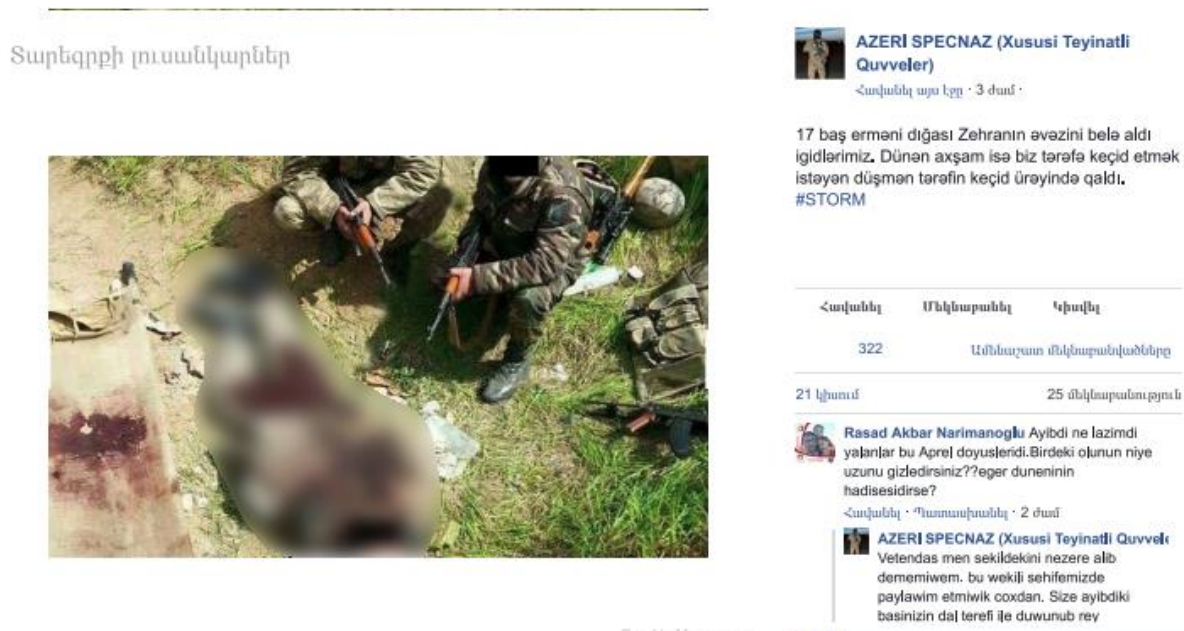 Տարեգրքի լուսանկարներ
AZERİ SPECNAZ (Xususi Teyinatli
Quvveler)
Հավանել այս էջը · 3 ժամ ·
17 baş erməni dığası Zehranın əvəzini belə aldı
igidlərimiz. Dünən axşam isə biz tərəfə keçid etmək
istəyən düşmən tərəfin keçid ürəyində qaldı.
#STORM
Հավանել Մեկնաբանել Կիսվել
322 Ամենաշատ մեկնաբանվածները
21 կիսում 25 մեկնաբանություն
Rasad Akbar Narimanoglu Ayibdi ne lazimdi
yalanlar bu Aprel doyusleridi.Birdeki olunun niye
uzunu gizledirsiniz??eger duneninin
hadisesidirse?
Հավանել · Պատասխանել · 2 ժամ
AZERİ SPECNAZ (Xususi Teyinatli Quvvel
Vetendas men sekildekini nezere alib
dememiwem. bu wekili sehifemizde
paylawim etmiwik coxdan. Size ayibdiki
basinizin dal terefi ile duwunub rey